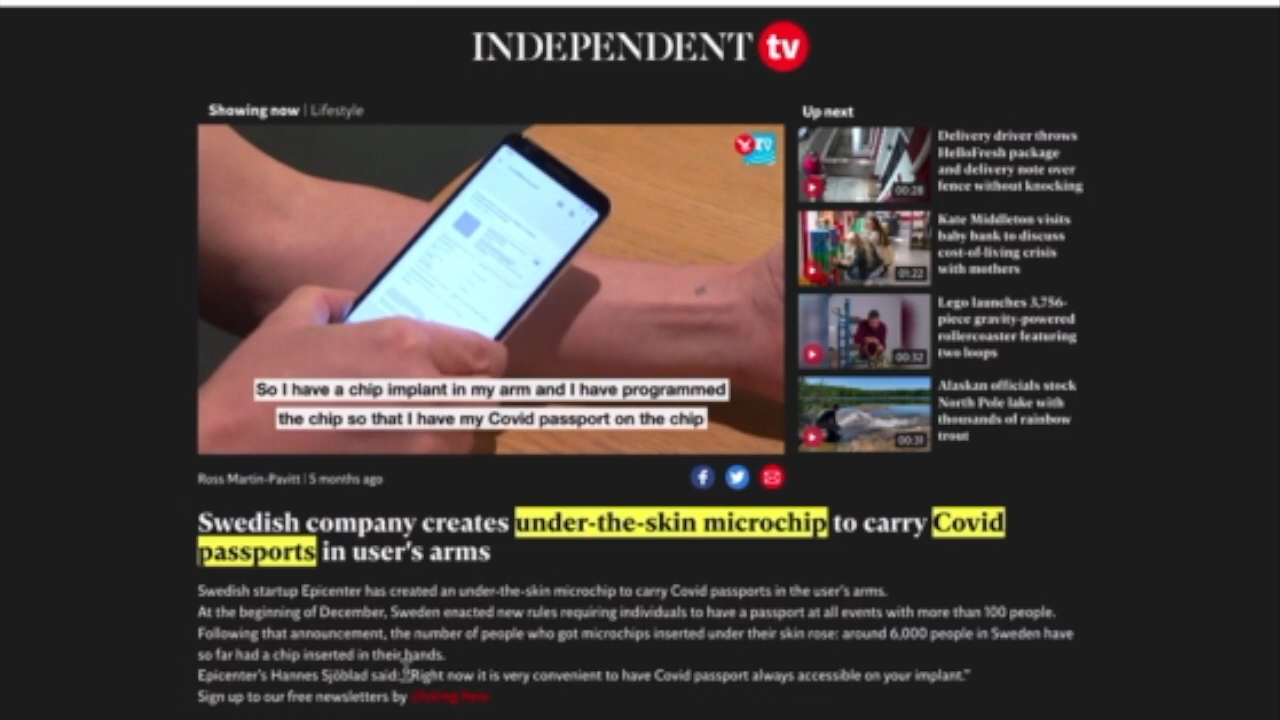 INDEPENDENT tv
Showing now | Lifestyle
Up next
tv
So I have a chip implant in my arm and I have programmed
the chip so that I have my Covid passport on the chip
Delivery driver throws
HelloFresh package
and delivery note over
fence without knocking
00:28
Kate Middleton visits
baby bank to discuss
cost-of-living crisis
with mothers
01:22
Lego launches 3,756-
piece gravity-powered
rollercoaster featuring
two loops
00:32
Alaskan officials stock
North Pole lake with
thousands of rainbow
trout
00:31
Ross Martin-Pavitt | 5 months ago
Swedish company creates under-the-skin microchip to carry Covid
passports in user's arms
Swedish startup Epicenter has created an under-the-skin microchip to carry Covid passports in the user's arms.
At the beginning of December, Sweden enacted new rules requiring individuals to have a passport at all events with more than 100 people.
Following that announcement, the number of people who got microchips inserted under their skin rose: around 6,000 people in Sweden have
so far had a chip inserted in their hands.
Epicenter's Hannes Sjöblad said: "Right now it is very convenient to have Covid passport always accessible on your implant."
Sign up to our free newsletters by clicking here